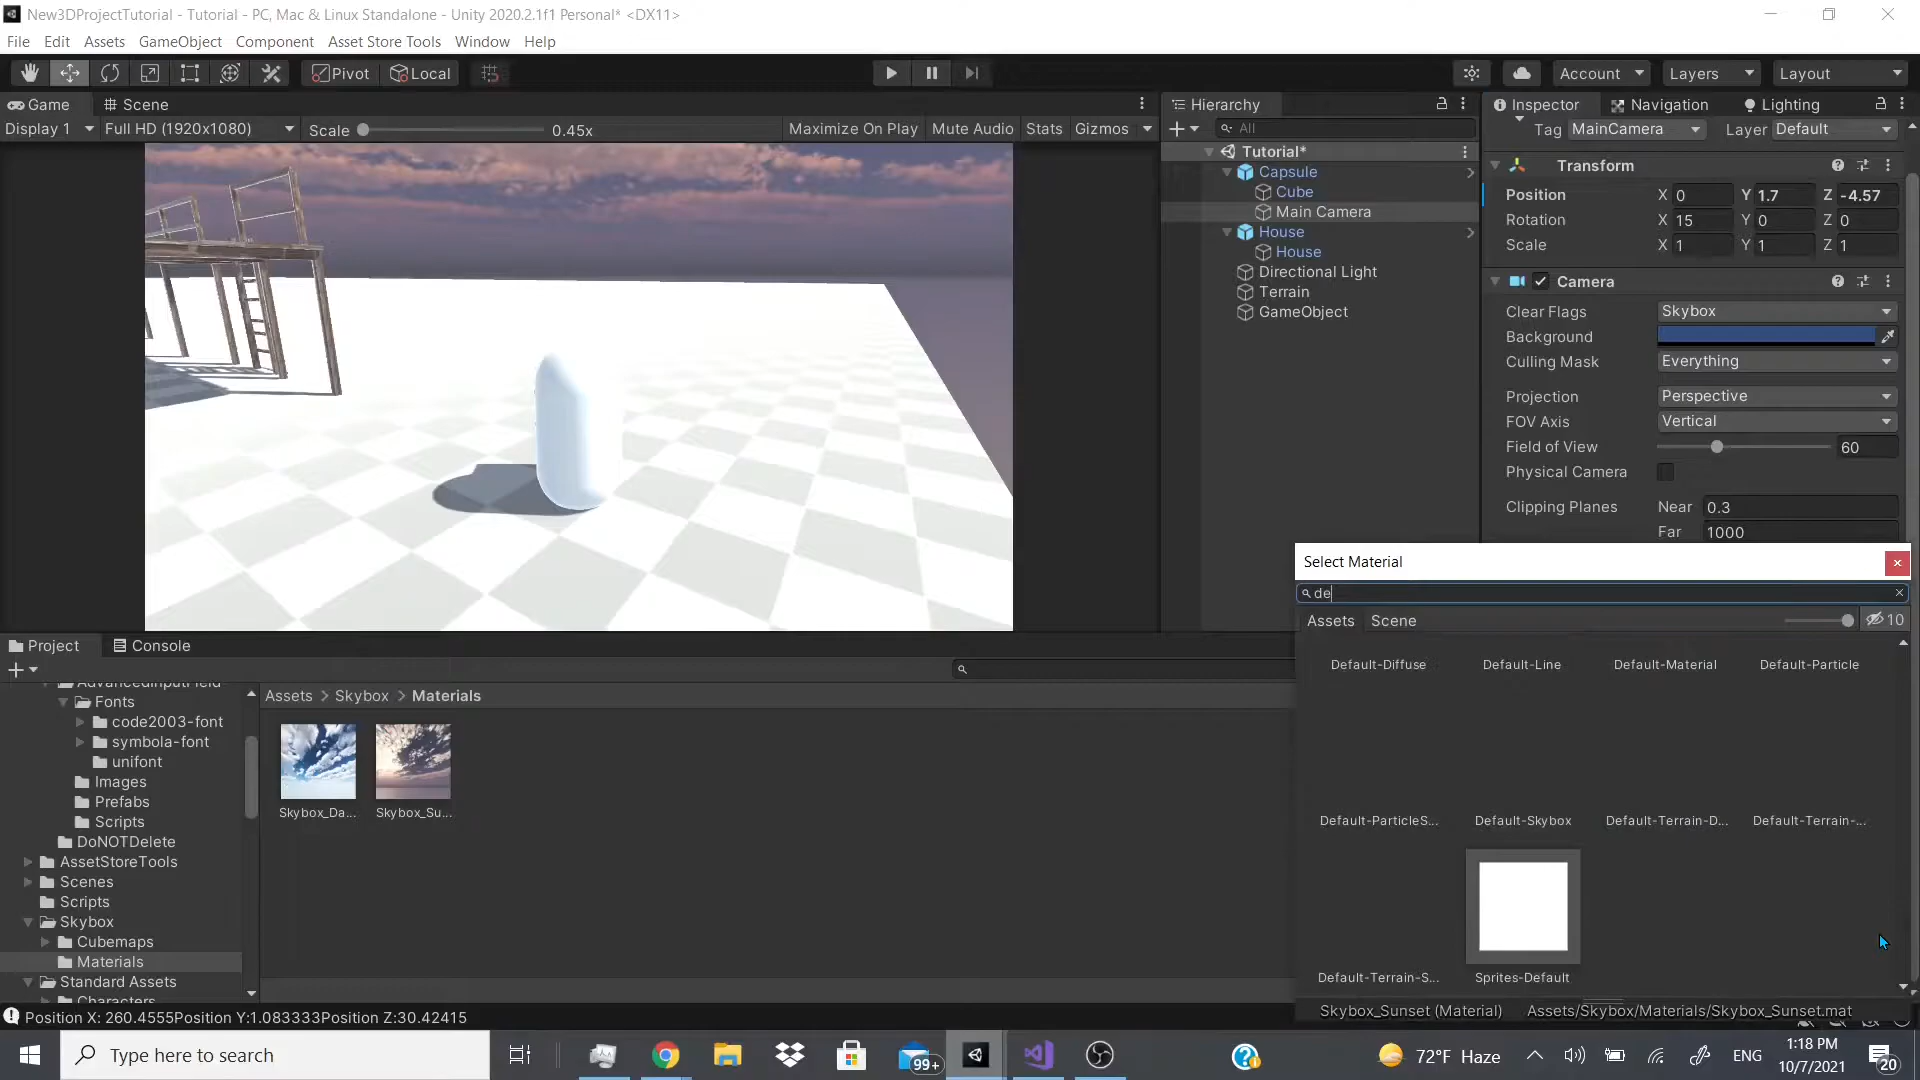 New3DProjectTutorial - Tutorial - PC, Mac & Linux Standalone - Unity 2020.2.1f1 Personal* <DX11>
File Edit Assets GameObject Component Asset Store Tools Window Help
Pivot Local Account Layers Layout
Game Scene Hierarchy Inspector Navigation Lighting
Display 1 Full HD (1920x1080) Scale 0.45x Maximize On Play Mute Audio Stats Gizmos All Tag MainCamera Layer Default
Tutorial*
Capsule
Cube
Main Camera
House
House
Directional Light
Terrain
GameObject
Transform
Position X 0 Y 1.7 Z -4.57
Rotation X 15 Y 0 Z 0
Scale X 1 Y 1 Z 1
Camera
Clear Flags Skybox
Background
Culling Mask Everything
Projection Perspective
FOV Axis Vertical
Field of View 60
Physical Camera
Clipping Planes Near 0.3
Far 1000
Select Material
de
Assets Scene 10
Default-Diffuse Default-Line Default-Material Default-Particle
Default-ParticleS... Default-Skybox Default-Terrain-D... Default-Terrain-...
Default-Terrain-S... Sprites-Default
Skybox_Sunset (Material) Assets/Skybox/Materials/Skybox_Sunset.mat
Project Console
Assets > Skybox > Materials
AdvancedInputField
Fonts
code2003-font
symbola-font
unifont
Images
Prefabs
Scripts
DoNOTDelete
AssetStoreTools
Scenes
Scripts
Skybox
Cubemaps
Materials
Standard Assets
Characters
Skybox_Da... Skybox_Su...
Position X: 260.4555Position Y:1.083333Position Z:30.42415
Type here to search
99+
72°F Haze
ENG
1:18 PM
10/7/2021
20